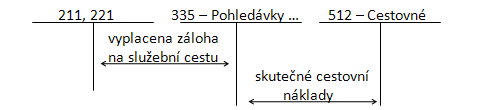 211, 221 335 – Pohledávky ... 512 – Cestovné
vyplacena záloha
na služební cestu
skutečné cestovní
náklady